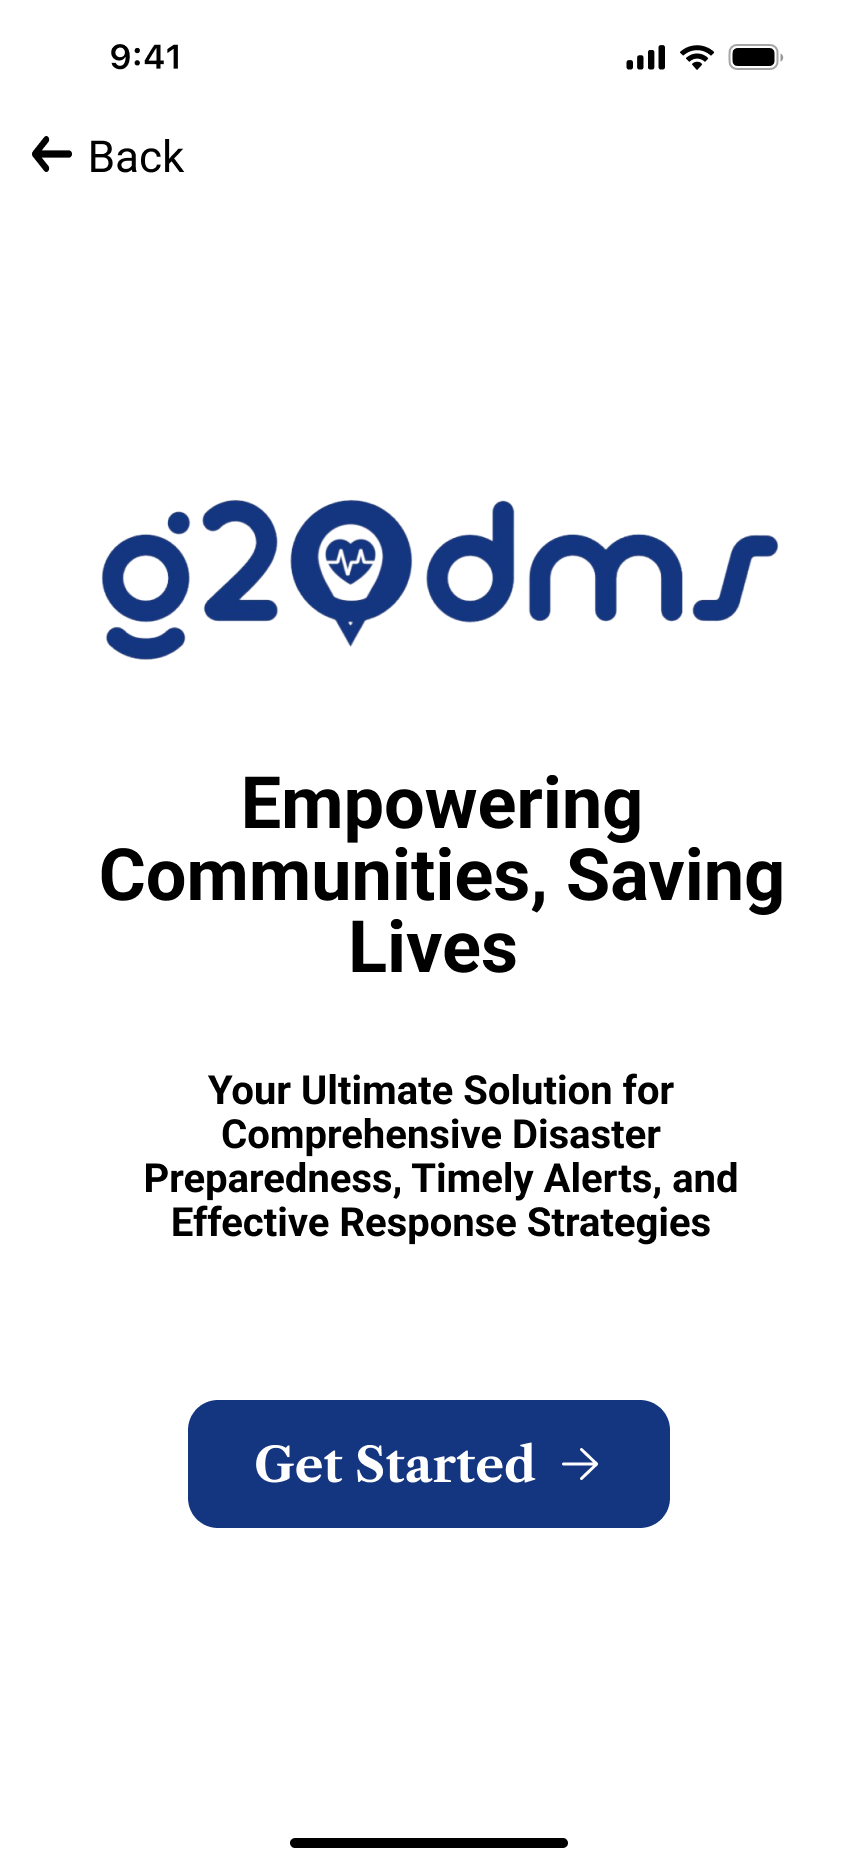 9:41
Back
g20dms
Empowering
Communities, Saving
Lives
Your Ultimate Solution for
Comprehensive Disaster
Preparedness, Timely Alerts, and
Effective Response Strategies
Get Started